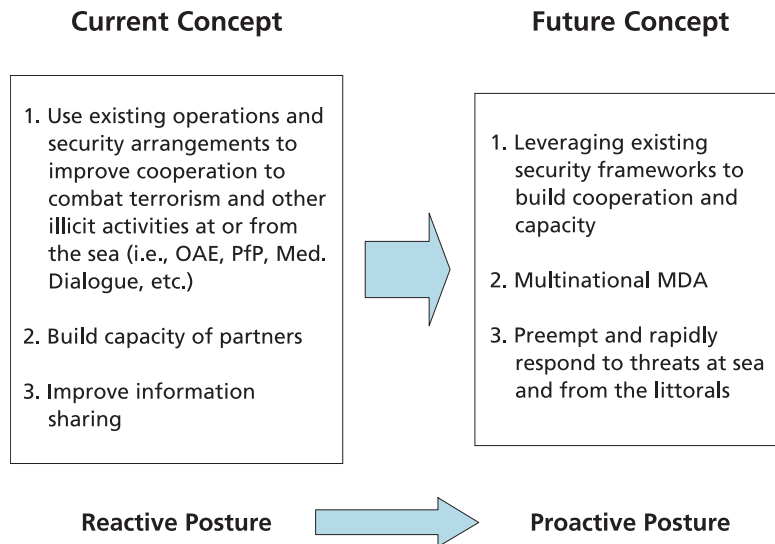 Current Concept
Future Concept
1. Use existing operations and
security arrangements to
improve cooperation to
combat terrorism and other
illicit activities at or from
the sea (i.e., OAE, PfP, Med.
Dialogue, etc.)
2. Build capacity of partners
3. Improve information
sharing
1. Leveraging existing
security frameworks to
build cooperation and
capacity
2. Multinational MDA
3. Preempt and rapidly
respond to threats at sea
and from the littorals
Reactive Posture
Proactive Posture